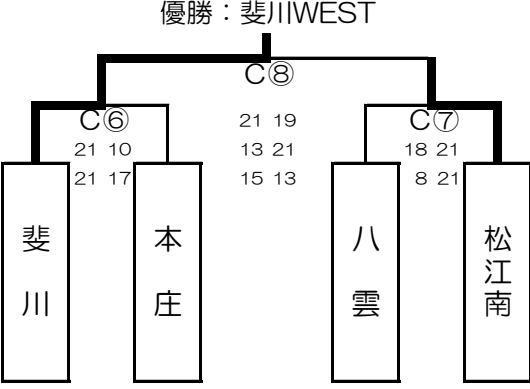 優勝：斐川WEST
C⑧
C⑥
C⑦
21 19
21 10
13 21
18 21
21 17
15 13
8 21
斐川
本庄
八雲
松江南